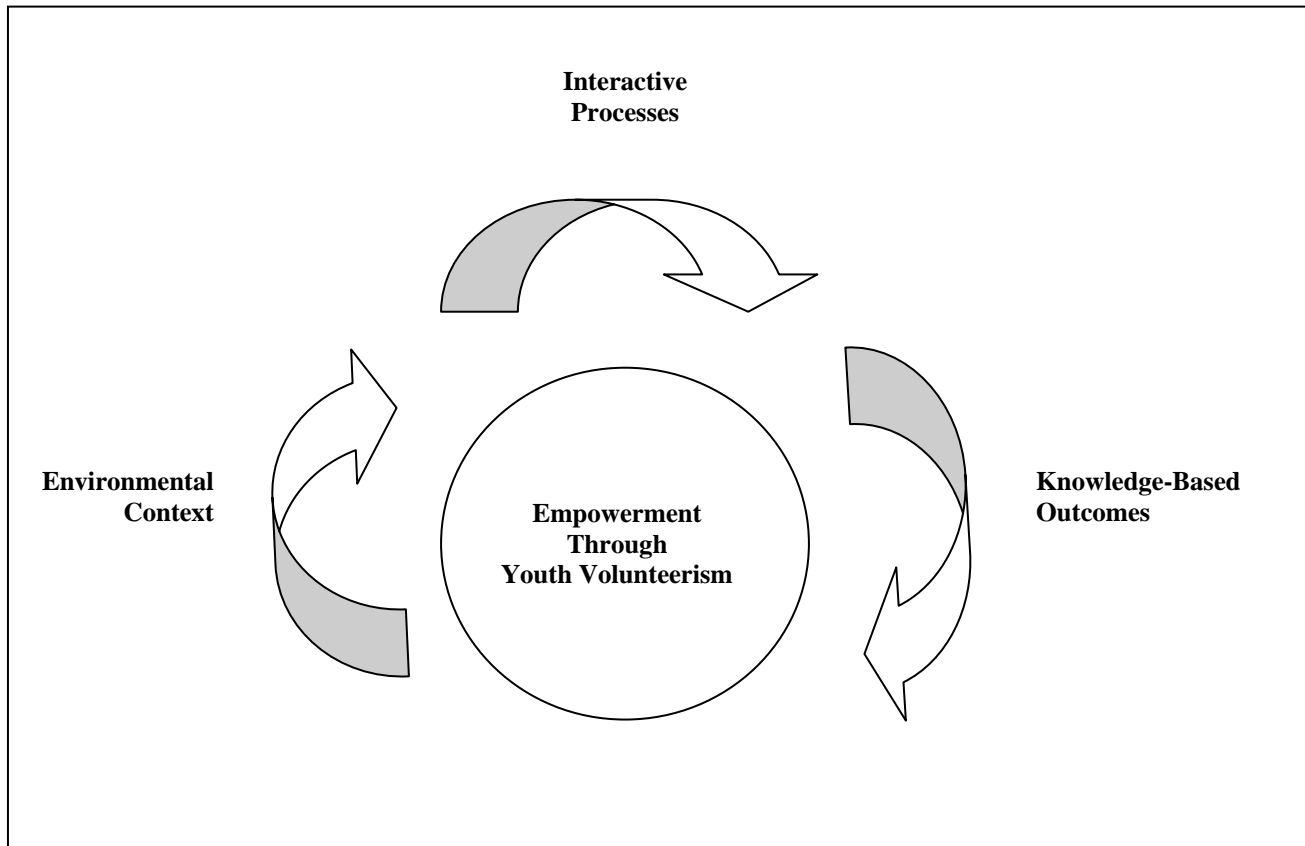 Interactive
Processes
Environmental
Context
Empowerment
Through
Youth Volunteerism
Knowledge-Based
Outcomes